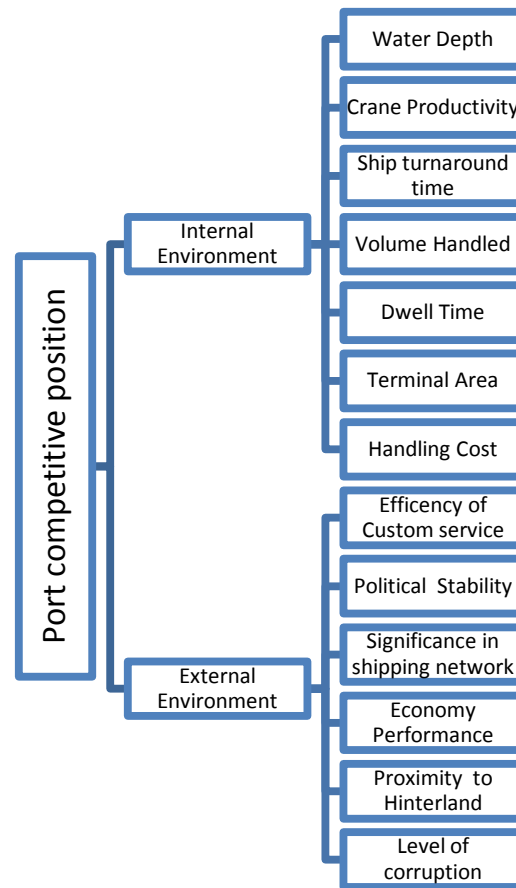 Port competitive position
Internal
Environment
Water Depth
Crane Productivity
Ship turnaround
time
Volume Handled
Dwell Time
Terminal Area
Handling Cost
External
Environment
Efficency of
Custom service
Political  Stability
Significance in
shipping network
Economy
Performance
Proximity  to
Hinterland
Level of
corruption